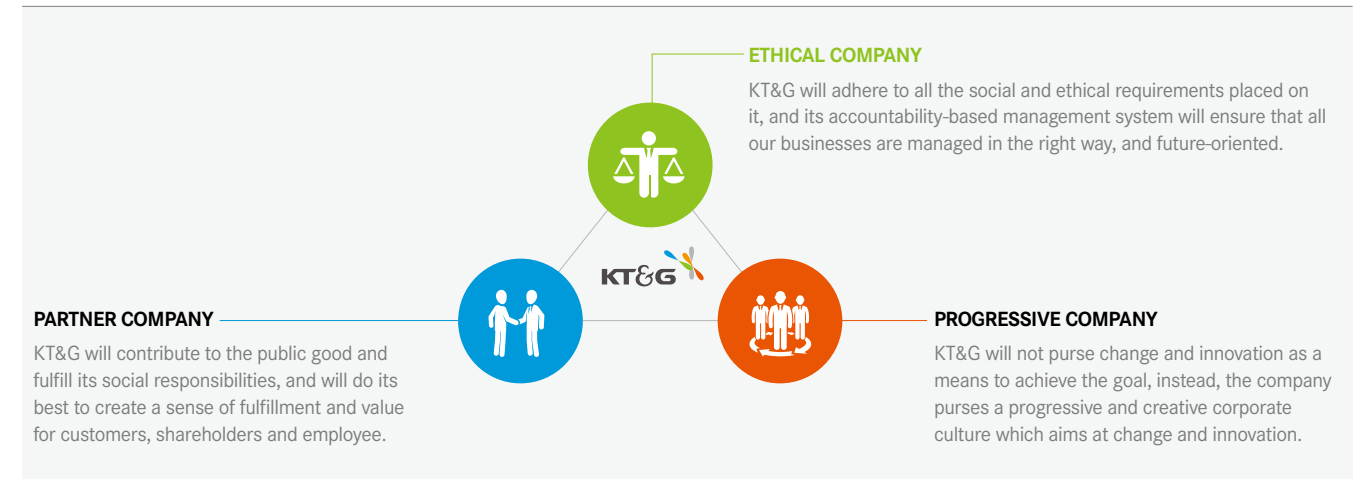 ETHICAL COMPANY
KT&G will adhere to all the social and ethical requirements placed on
it, and its accountability-based management system will ensure that all
our businesses are managed in the right way, and future-oriented.
KT&G
PARTNER COMPANY
KT&G will contribute to the public good and
fulfill its social responsibilities, and will do its
best to create a sense of fulfillment and value
for customers, shareholders and employee.
PROGRESSIVE COMPANY
KT&G will not purse change and innovation as a
means to achieve the goal, instead, the company
purses a progressive and creative corporate
culture which aims at change and innovation.